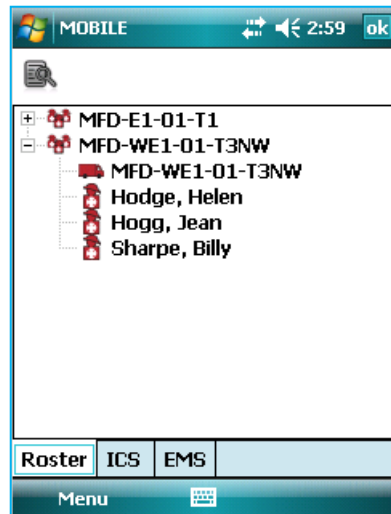 MOBILE 2:59 ok
MFD-E1-01-T1
MFD-WE1-01-T3NW
MFD-WE1-01-T3NW
Hodge, Helen
Hogg, Jean
Sharpe, Billy
Roster ICS EMS
Menu